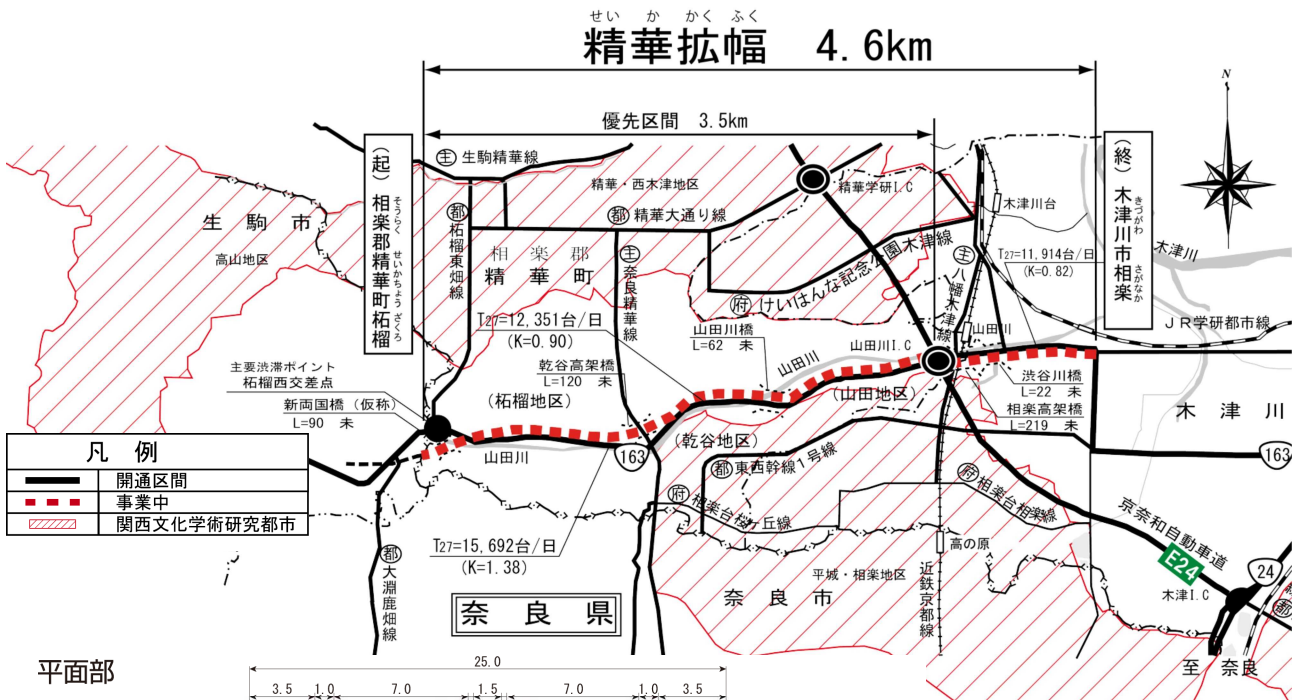 せいかかくふく
精華拡幅 4.6km
優先区間 3.5km
(起)相楽郡精華町柘榴
そうらく せいかちょう ざくろ
(終)木津川市相楽
きづがわ さがなか
N
主 生駒精華線
精華・西木津地区
精華学研I.C
木津川台
木津川
生駒市
高山地区
都 柘榴東畑線
都 精華大通り線
相楽郡
精華町
主 奈良精華線
府 けいはんな記念公園木津線
主 八幡木津線
T27=11,914台/日
(K=0.82)
T27=12,351台/日
(K=0.90)
山田川橋
L=62 未
山田川
山田川I.C
山田川
JR学研都市線
主要渋滞ポイント
柘榴西交差点
新両国橋(仮称)
L=90 未
乾谷高架橋
L=120 未
(柘榴地区)
(山田地区)
渋谷川橋
L=22 未
相楽高架橋
L=219 未
木津川
(乾谷地区)
山田川
163
163
都 東西幹線1号線
凡例
開通区間
事業中
関西文化学術研究都市
府 相楽台桜ヶ丘線
府 相楽台相楽線
京奈和自動車道
E24
24
T27=15,692台/日
(K=1.38)
都 大淵鹿畑線
高の原
近鉄京都線
平城・相楽地区
奈良市
奈良県
木津I.C
都
至 奈良
平面部
25.0
3.5 1.0 7.0 1.5 7.0 1.0 3.5